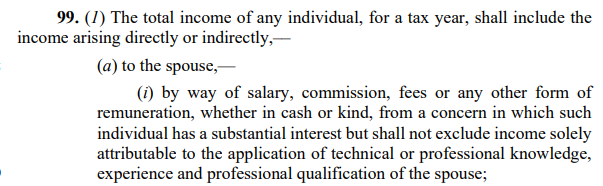 99. (1) The total income of any individual, for a tax year, shall include the
income arising directly or indirectly,—
(a) to the spouse,—
(i) by way of salary, commission, fees or any other form of
remuneration, whether in cash or kind, from a concern in which such
individual has a substantial interest but shall not exclude income solely
attributable to the application of technical or professional knowledge,
experience and professional qualification of the spouse;